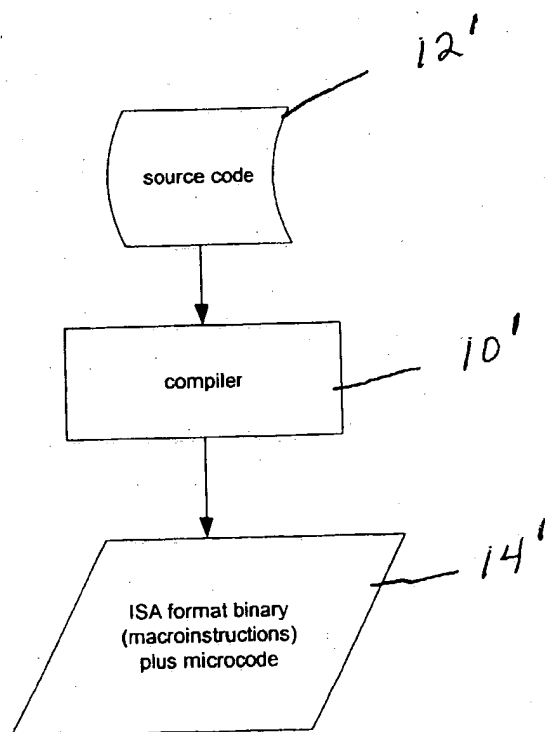 12'
source code
10'
compiler
14'
ISA format binary
(macroinstructions)
plus microcode